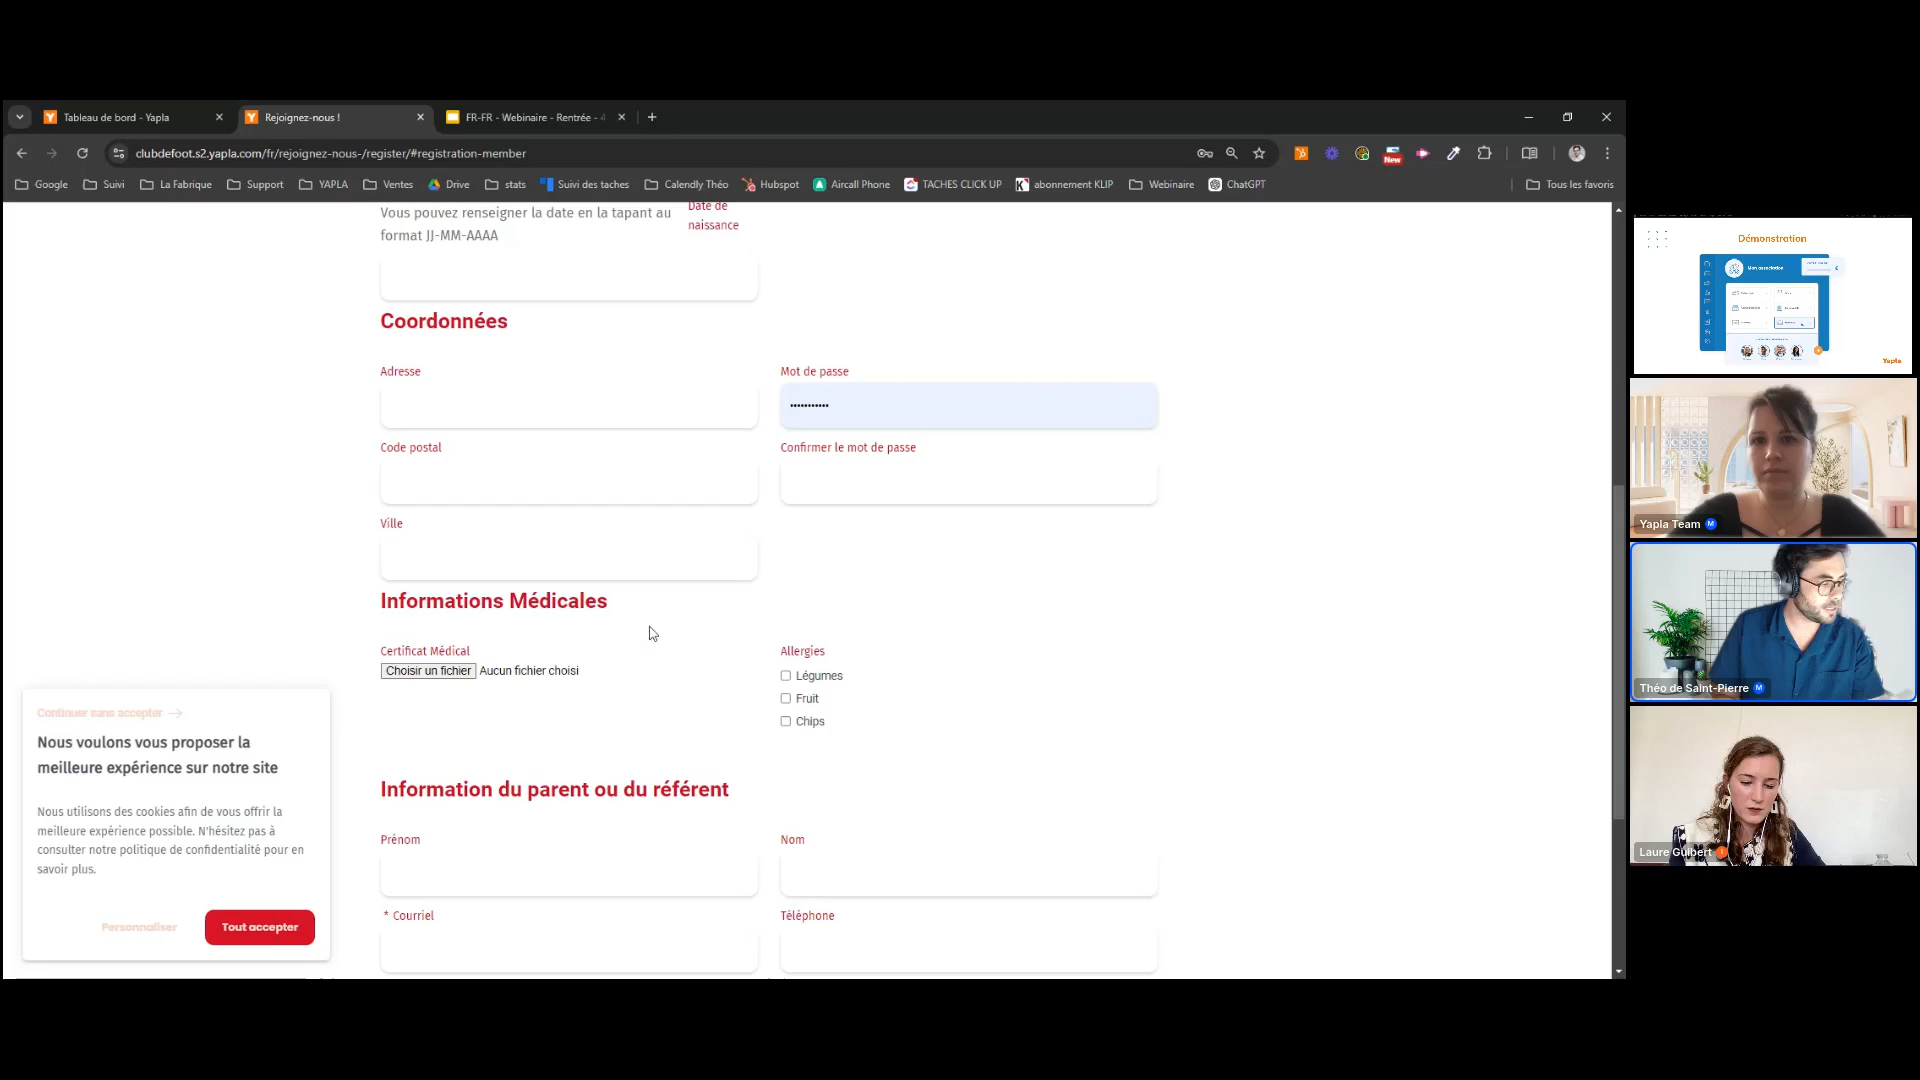 Tableau de bord - Yapla
Rejoignez-nous !
FR-FR - Webinaire - Rentrée -
clubdefoot.s2.yapla.com/fr/rejoignez-nous-/register/#registration-member
New
Google
Suivi
La Fabrique
Support
YAPLA
Ventes
Drive
stats
Suivi des taches
Calendly Théo
Hubspot
Aircall Phone
TACHES CLICK UP
abonnement KLIP
Webinaire
ChatGPT
Tous les favoris
Vous pouvez renseigner la date en la tapant au
format JJ-MM-AAAA
Date de
naissance
Coordonnées
Adresse
Mot de passe
•••••••••••
Code postal
Confirmer le mot de passe
Ville
Informations Médicales
Certificat Médical
Choisir un fichier Aucun fichier choisi
Allergies
Légumes
Fruit
Chips
Information du parent ou du référent
Prénom
Nom
* Courriel
Téléphone
Continuer sans accepter →
Nous voulons vous proposer la
meilleure expérience sur notre site
Nous utilisons des cookies afin de vous offrir la
meilleure expérience possible. N'hésitez pas à
consulter notre politique de confidentialité pour en
savoir plus.
Personnaliser
Tout accepter
Démonstration
Mon association
Yapla
Yapla Team
M
Théo de Saint-Pierre
M
Laure Guibert